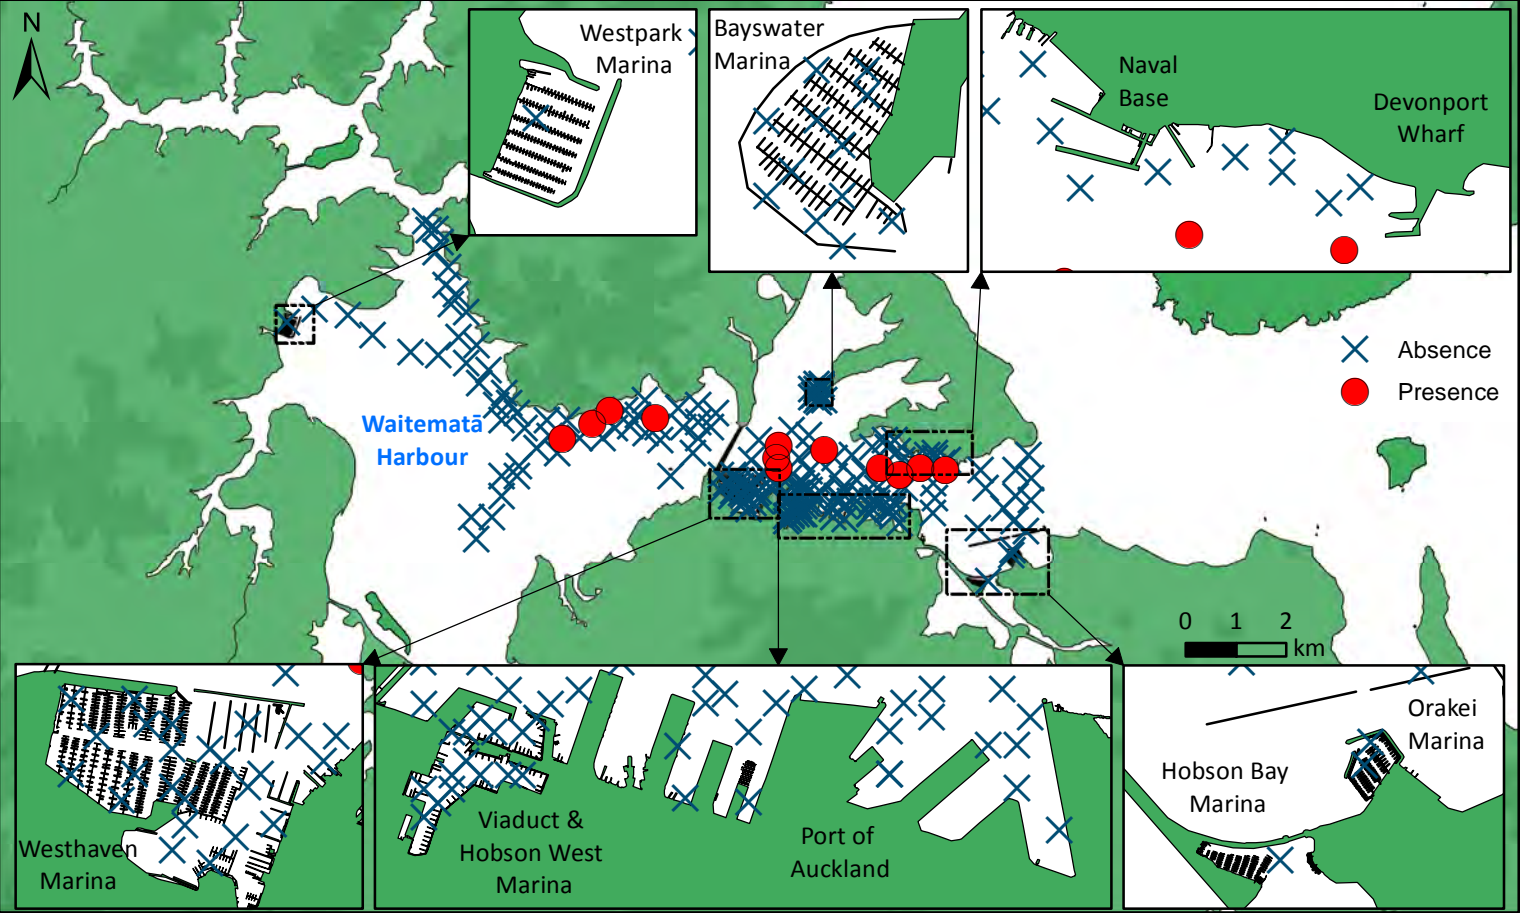 N
Westpark
Marina
Bayswater
Marina
Naval
Base
Devonport
Wharf
Absence
Presence
Waitematā
Harbour
0 1 2
km
Westhaven
Marina
Viaduct &
Hobson West
Marina
Port of
Auckland
Hobson Bay
Marina
Orakei
Marina